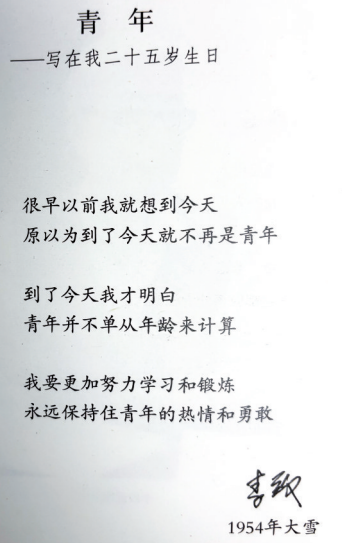 青年
——写在我二十五岁生日
很早以前我就想到今天
原以为到了今天就不再是青年
到了今天我才明白
青年并不单从年龄来计算
我要更加努力学习和锻炼
永远保持住青年的热情和勇敢
李致
1954年大雪